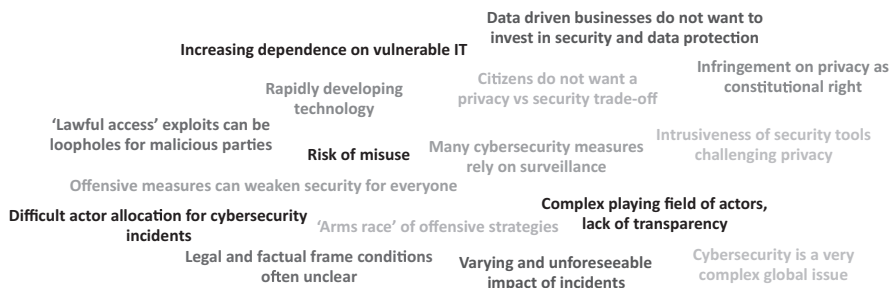 Data driven businesses do not want to
invest in security and data protection
Increasing dependence on vulnerable IT
Infringement on privacy as
constitutional right
Citizens do not want a
privacy vs security trade-off
Rapidly developing
technology
‘Lawful access’ exploits can be
loopholes for malicious parties
Risk of misuse
Many cybersecurity measures
rely on surveillance
Intrusiveness of security tools
challenging privacy
Offensive measures can weaken security for everyone
Difficult actor allocation for cybersecurity
incidents
‘Arms race’ of offensive strategies
Complex playing field of actors,
lack of transparency
Legal and factual frame conditions
often unclear
Varying and unforeseeable
impact of incidents
Cybersecurity is a very
complex global issue